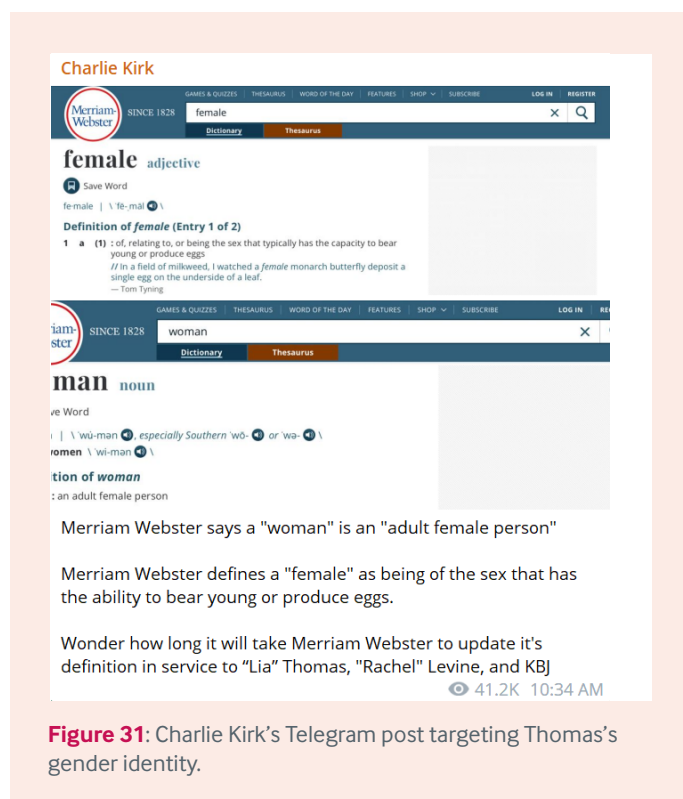 Charlie Kirk
GAMES & QUIZZES | THESAURUS | WORD OF THE DAY | FEATURES | SHOP | SUBSCRIBE LOG IN REGISTER
Merriam-
Webster
SINCE 1828
female
Dictionary Thesaurus
female adjective
Save Word
fe·male | \ ˈfē-ˌmāl \
Definition of female (Entry 1 of 2)
1 a (1) : of, relating to, or being the sex that typically has the capacity to bear
young or produce eggs
// In a field of milkweed, I watched a female monarch butterfly deposit a
single egg on the underside of a leaf.
— Tom Tyning
GAMES & QUIZZES | THESAURUS | WORD OF THE DAY | FEATURES | SHOP | SUBSCRIBE LOG IN RE
iam-
ster
SINCE 1828
woman
Dictionary Thesaurus
man noun
ve Word
| \ ˈwu̇-mən , especially Southern ˈwō- or ˈwə- \
omen \ ˈwi-mən \
ition of woman
: an adult female person
Merriam Webster says a "woman" is an "adult female person"
Merriam Webster defines a "female" as being of the sex that has
the ability to bear young or produce eggs.
Wonder how long it will take Merriam Webster to update it's
definition in service to “Lia” Thomas, "Rachel" Levine, and KBJ
41.2K 10:34 AM
Figure 31: Charlie Kirk’s Telegram post targeting Thomas’s
gender identity.